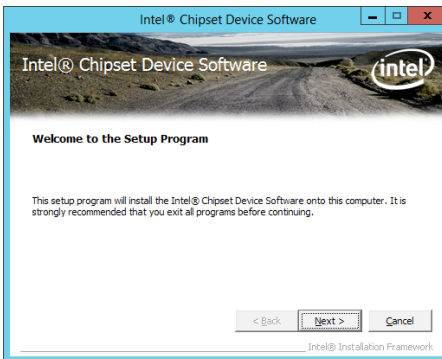 Intel® Chipset Device Software
x
Intel® Chipset Device Software
intel
Welcome to the Setup Program
This setup program will install the Intel® Chipset Device Software onto this computer. It is
strongly recommended that you exit all programs before continuing.
< Back Next > Cancel
Intel® Installation Framework